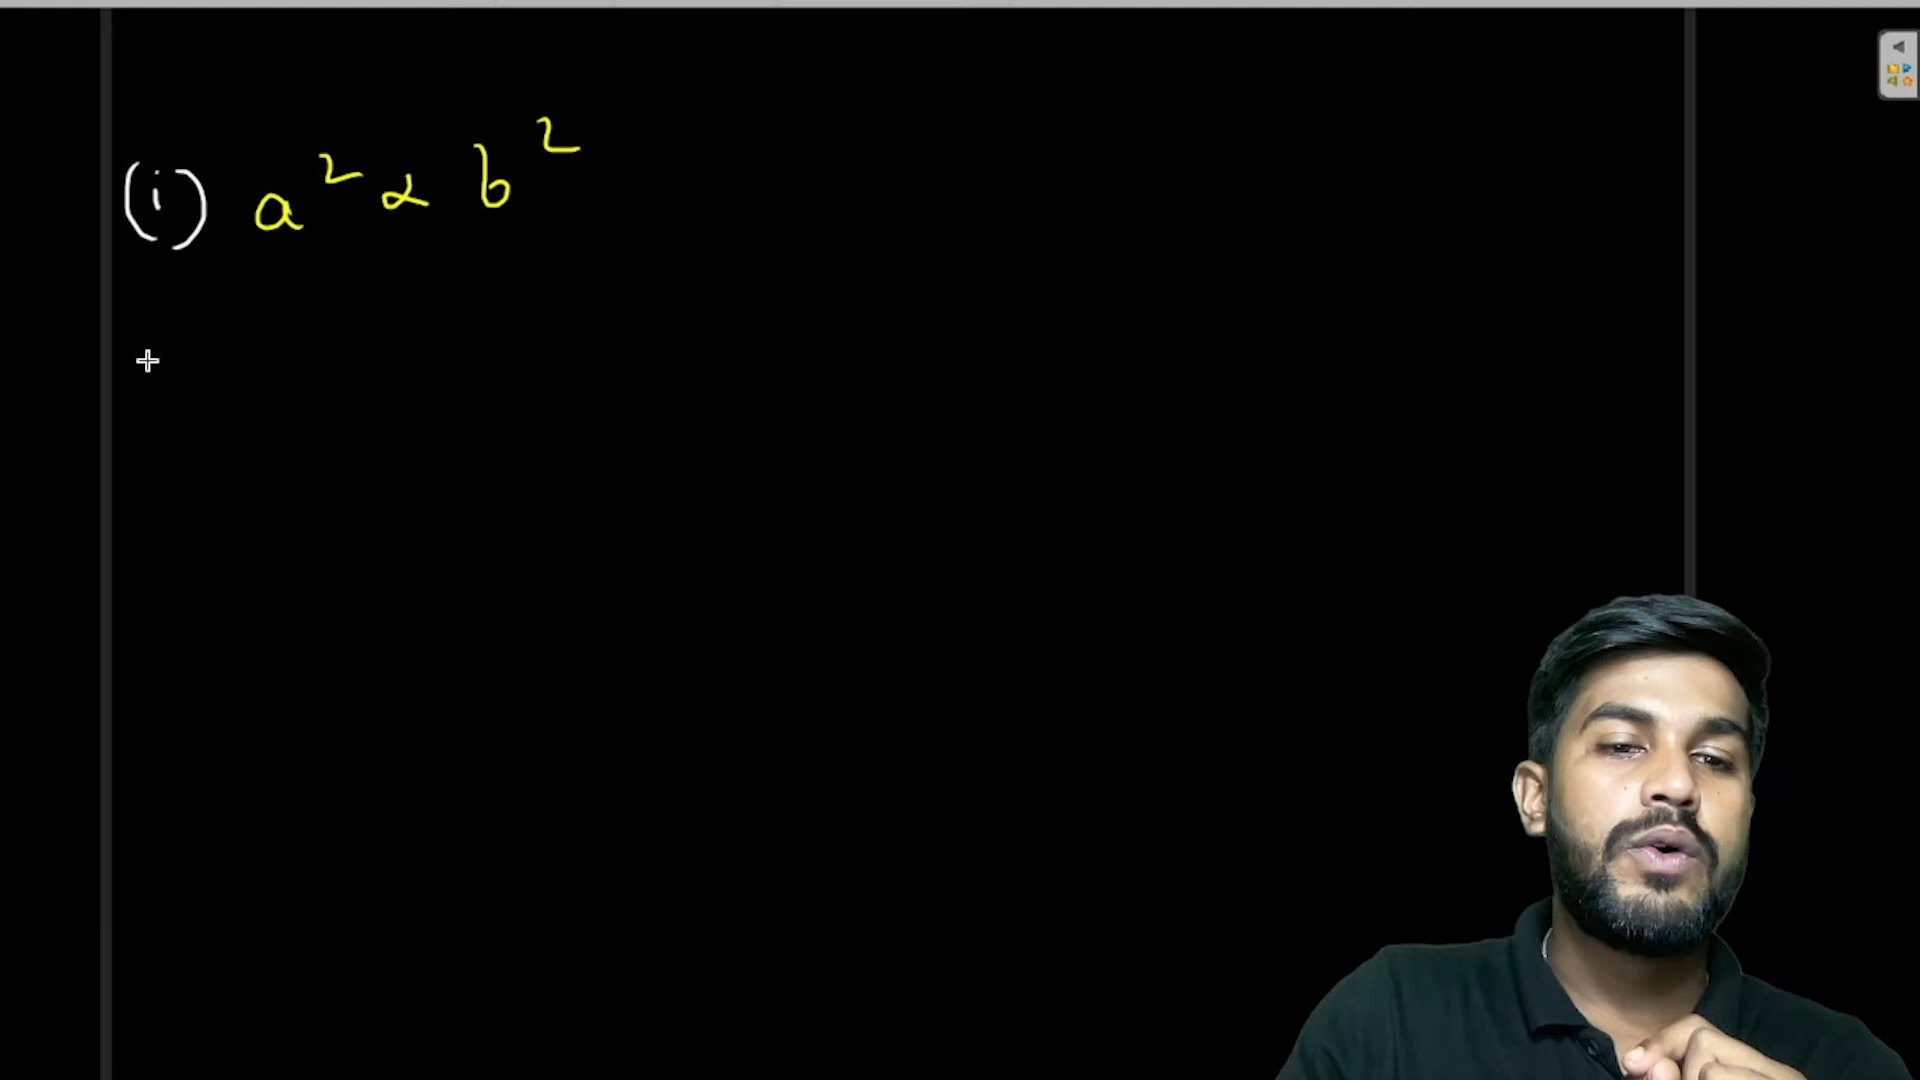 (i) a² ∝ b²